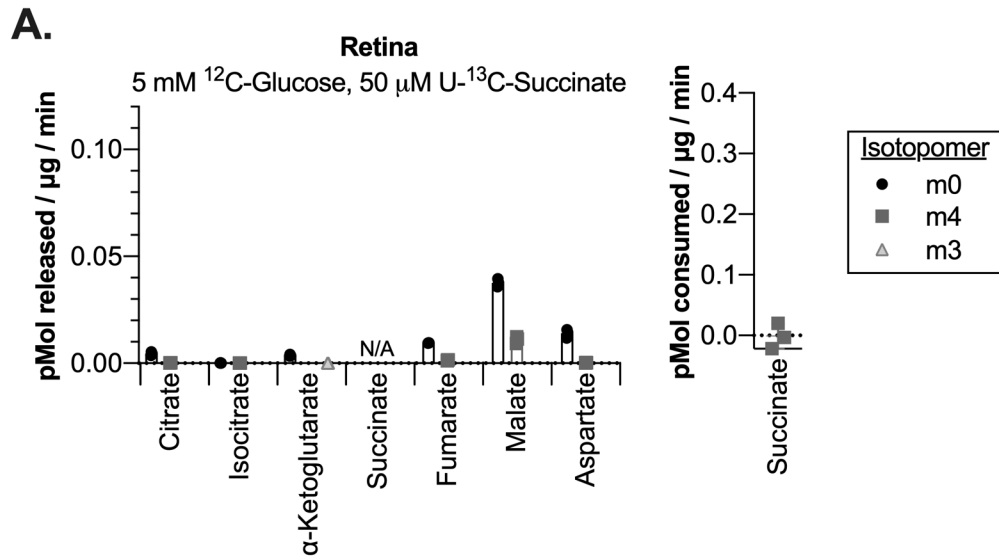 A.
Retina
5 mM ¹²C-Glucose, 50 μM U-¹³C-Succinate
pMol released / μg / min
0.10
0.05
0.00
N/A
Citrate
Isocitrate
α-Ketoglutarate
Succinate
Fumarate
Malate
Aspartate
pMol consumed / μg / min
0.4
0.3
0.2
0.1
0.0
Succinate
Isotopomer
m0
m4
m3